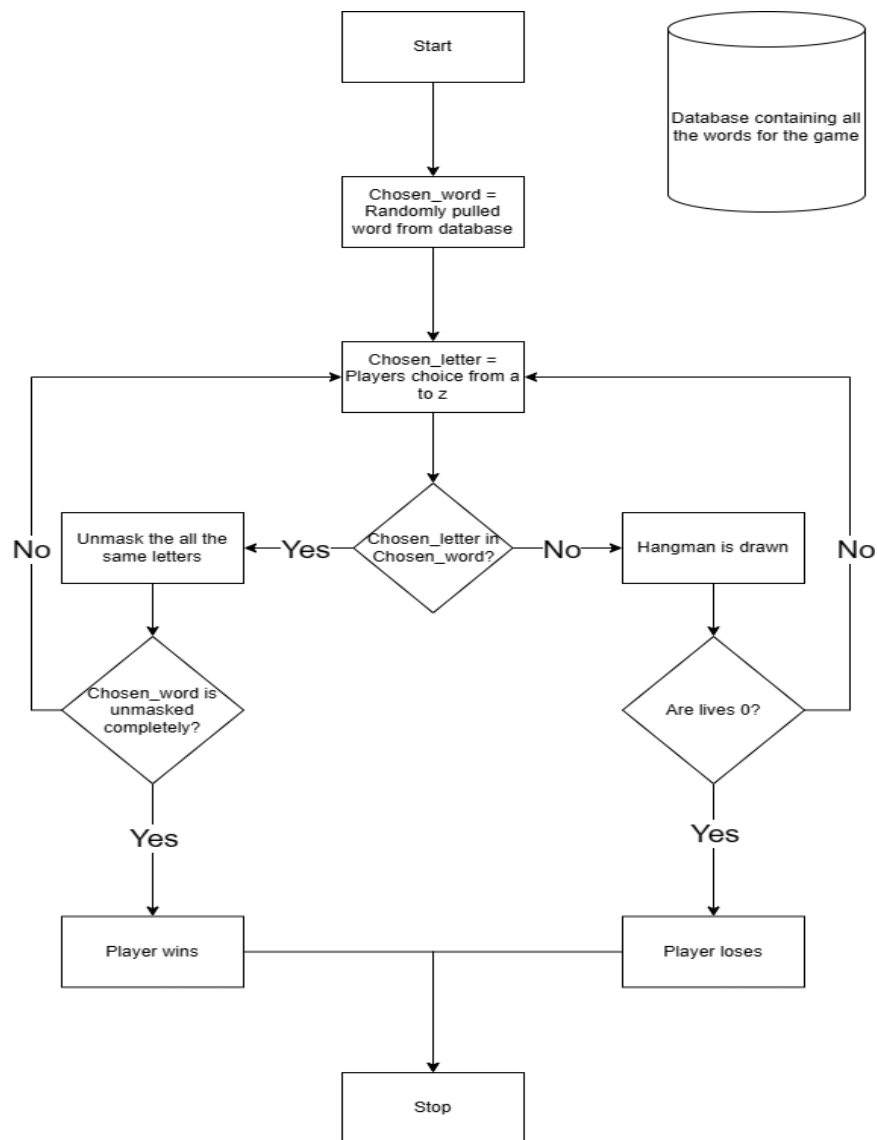 Start
Database containing all
the words for the game
Chosen_word =
Randomly pulled
word from database
Chosen_letter =
Players choice from a
to z
Chosen_letter in
Chosen_word?
Yes
No
Unmask the all the
same letters
Hangman is drawn
No
No
Chosen_word is
unmasked
completely?
Are lives 0?
Yes
Yes
Player wins
Player loses
Stop